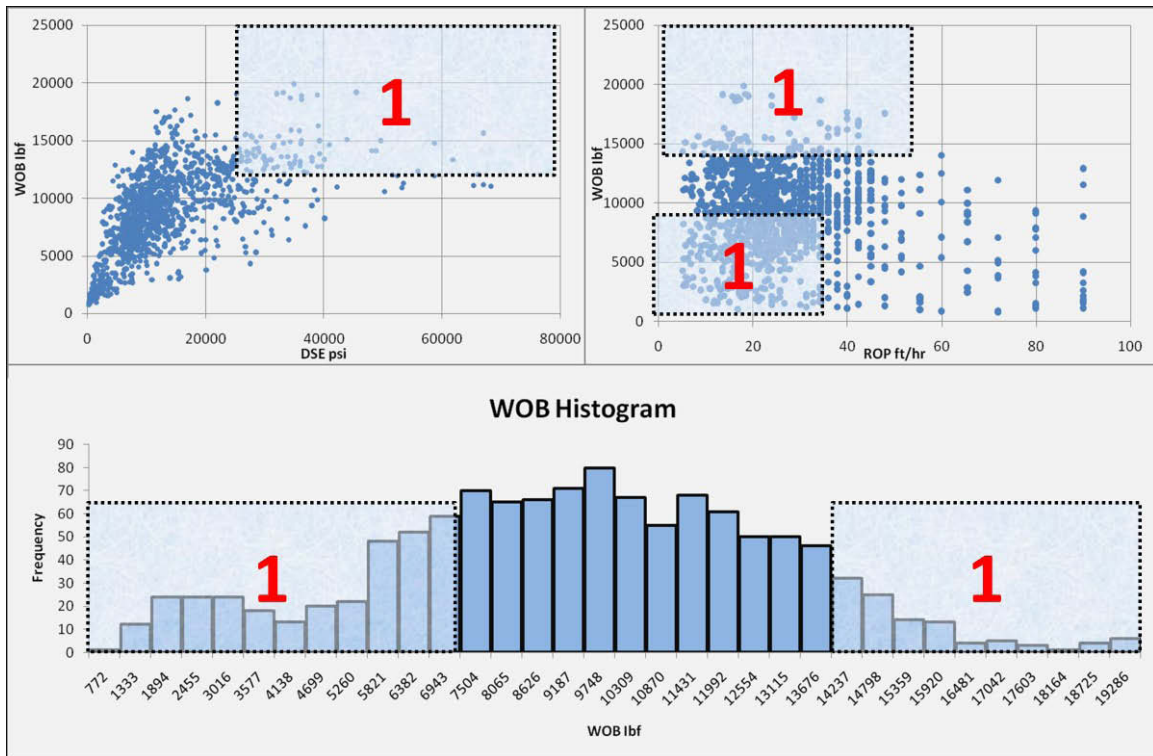 25000
20000
15000
10000
5000
0
WOB lbf
0 20000 40000 60000 80000
DSE psi
1
25000
20000
15000
10000
5000
0
WOB lbf
0 20 40 60 80 100
ROP ft/hr
1
1
WOB Histogram
90
80
70
60
50
40
30
20
10
0
Frequency
1
1
772 1333 1894 2455 3016 3577 4138 4699 5260 5821 6382 6943 7504 8065 8626 9187 9748 10309 10870 11431 11992 12554 13115 13676 14237 14798 15359 15920 16481 17042 17603 18164 18725 19286
WOB lbf